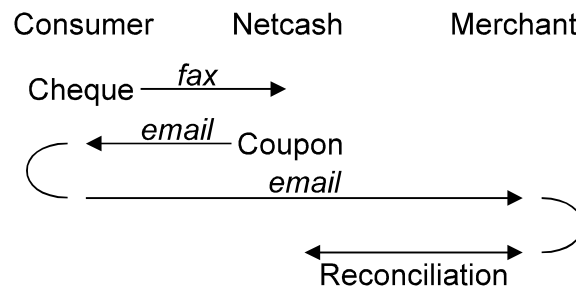 Consumer Netcash Merchant
fax
Cheque
email
Coupon
email
Reconciliation